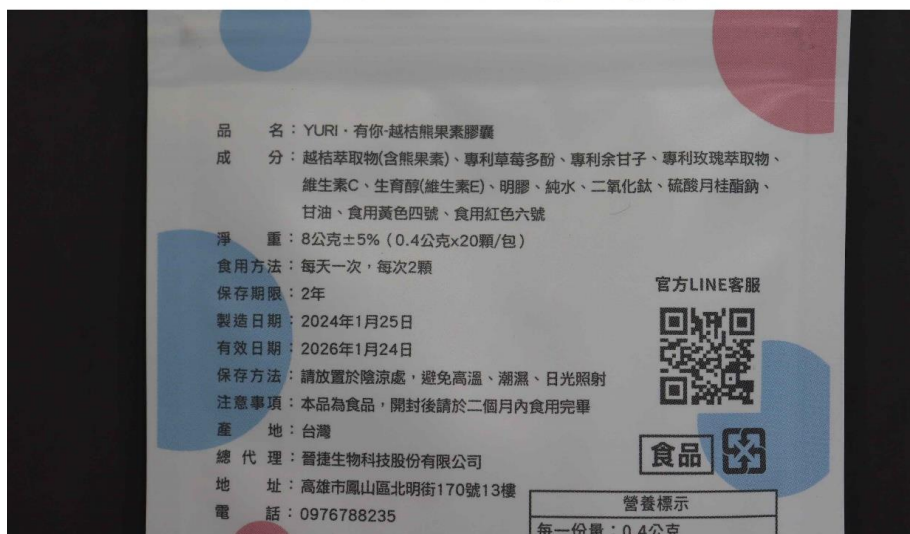 品名：YURI・有你-越桔熊果素膠囊
成分：越桔萃取物(含熊果素)、專利草莓多酚、專利余甘子、專利玫瑰萃取物、
維生素C、生育醇(維生素E)、明膠、純水、二氧化鈦、硫酸月桂酯鈉、
甘油、食用黃色四號、食用紅色六號
淨重：8公克±5%（0.4公克x20顆/包）
食用方法：每天一次，每次2顆
保存期限：2年
製造日期：2024年1月25日
有效日期：2026年1月24日
保存方法：請放置於陰涼處，避免高溫、潮濕、日光照射
注意事項：本品為食品，開封後請於二個月內食用完畢
產地：台灣
總代理：晉捷生物科技股份有限公司
地址：高雄市鳳山區北明街170號13樓
電話：0976788235
官方LINE客服
食品
營養標示
每一份量：0.4公克